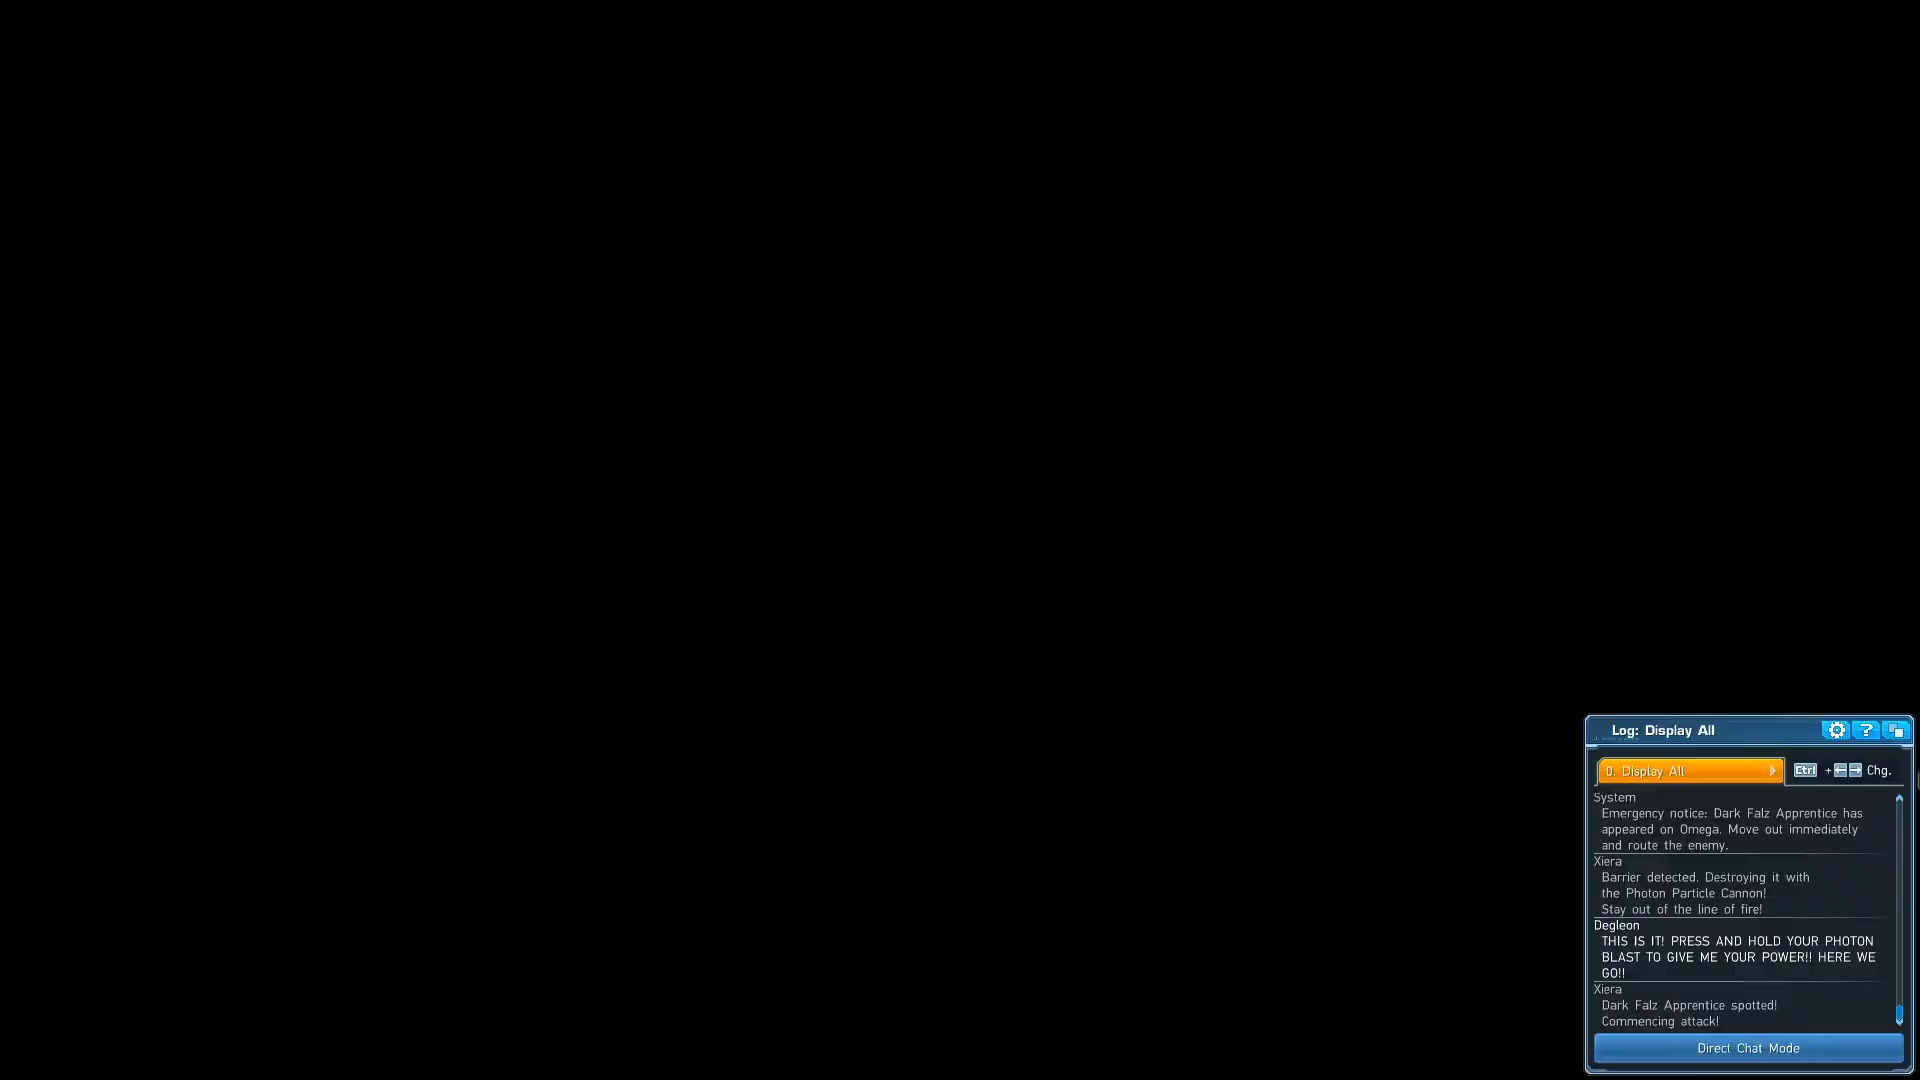 Log: Display All
?
0. Display All
Ctrl + Chg.
System
Emergency notice: Dark Falz Apprentice has
appeared on Omega. Move out immediately
and route the enemy.
Xiera
Barrier detected. Destroying it with
the Photon Particle Cannon!
Stay out of the line of fire!
Degleon
THIS IS IT! PRESS AND HOLD YOUR PHOTON
BLAST TO GIVE ME YOUR POWER!! HERE WE
GO!!
Xiera
Dark Falz Apprentice spotted!
Commencing attack!
Direct Chat Mode